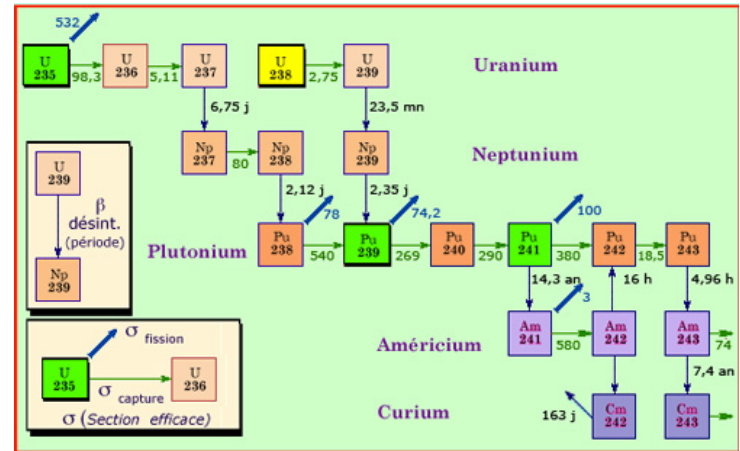 532
U
235
98,3
U
236
5,11
U
237
U
238
2,75
U
239
Uranium
6,75 j
23,5 mn
Np
237
80
Np
238
Np
239
Neptunium
2,12 j
2,35 j
78
74,2
100
Plutonium
Pu
238
540
Pu
239
269
Pu
240
290
Pu
241
380
Pu
242
18,5
Pu
243
14,3 an
16 h
4,96 h
3
Américium
Am
241
580
Am
242
Am
243
74
7,4 an
Curium
163 j
Cm
242
Cm
243
U
239
β
désint.
(période)
Np
239
σ fission
U
235
U
236
σ capture
σ (Section efficace)